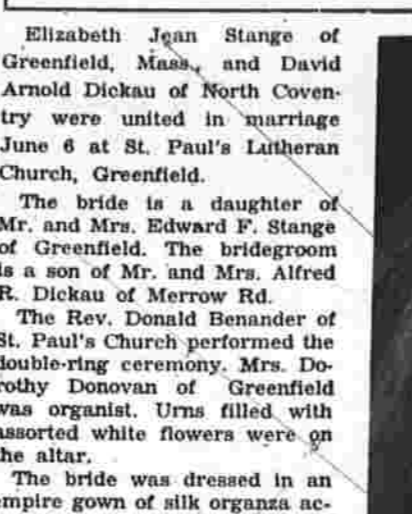 Elizabeth Jean Stange of
Greenfield, Mass., and David
Arnold Dickau of North Coven-
try were united in marriage
June 6 at St. Paul's Lutheran
Church, Greenfield.
The bride is a daughter of
Mr. and Mrs. Edward F. Stange
of Greenfield. The bridegroom
is a son of Mr. and Mrs. Alfred
R. Dickau of Merrow Rd.
The Rev. Donald Benander of
St. Paul's Church performed the
double-ring ceremony. Mrs. Do-
rothy Donovan of Greenfield
was organist. Urns filled with
assorted white flowers were on
the altar.
The bride was dressed in an
empire gown of silk organza ac-